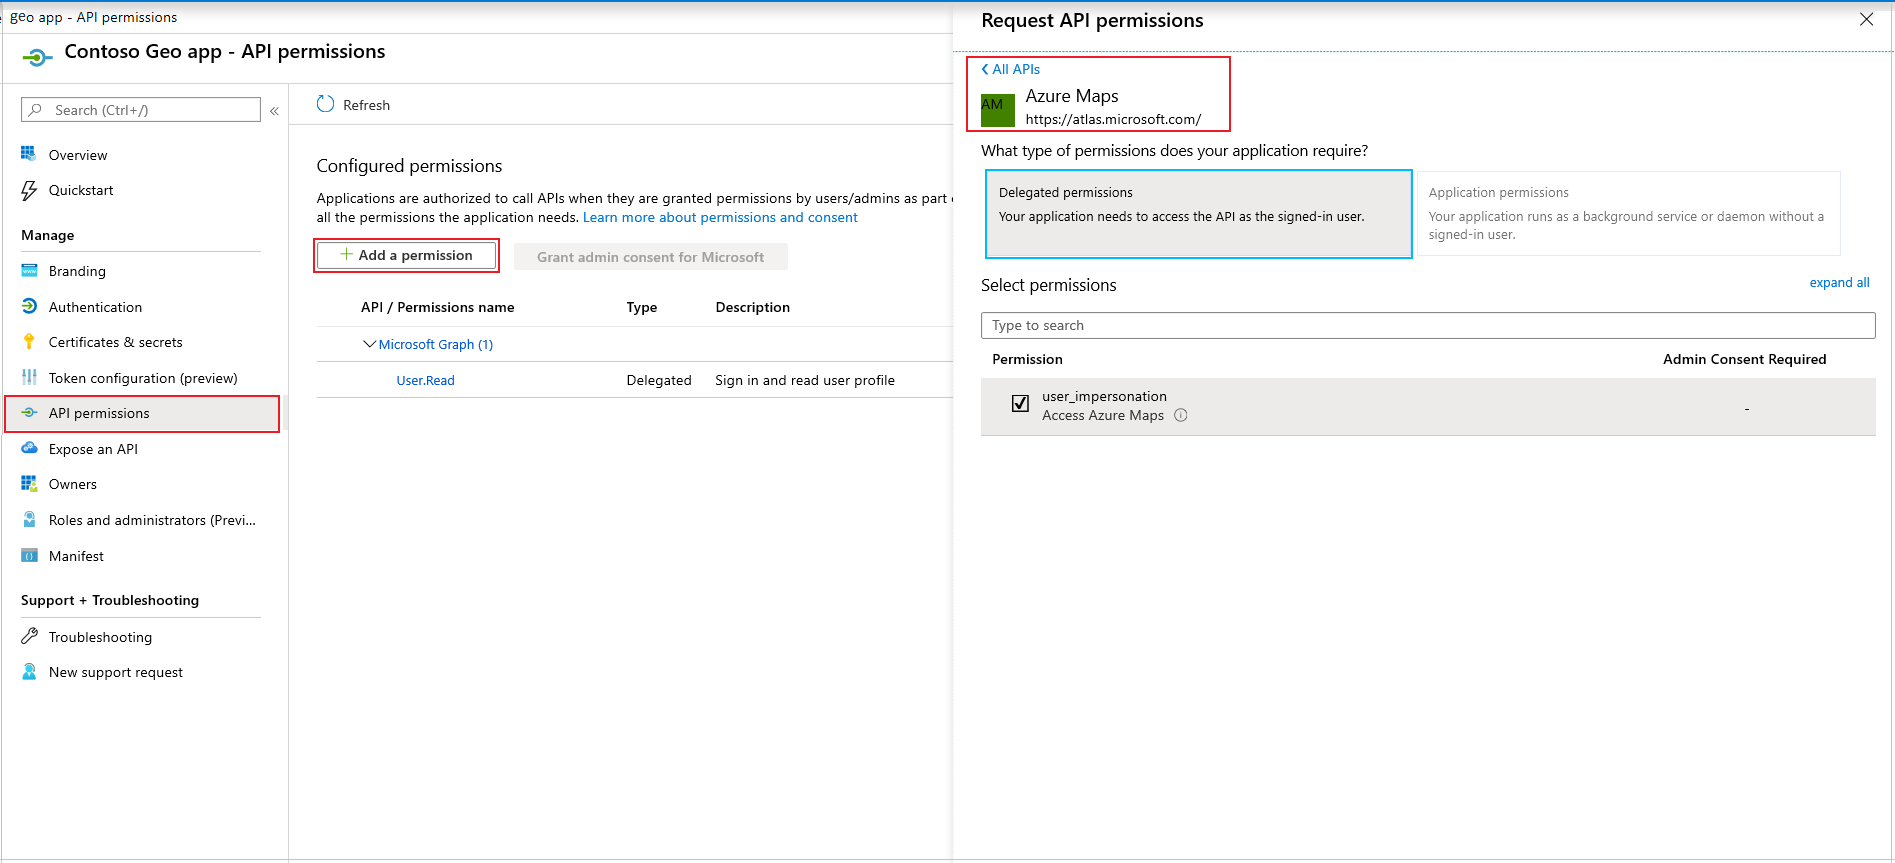 geo app - API permissions
Contoso Geo app - API permissions
Search (Ctrl+/)
«
Overview
Quickstart
Manage
Branding
Authentication
Certificates & secrets
Token configuration (preview)
API permissions
Expose an API
Owners
Roles and administrators (Previ...
Manifest
Support + Troubleshooting
Troubleshooting
New support request
Refresh
Configured permissions
Applications are authorized to call APIs when they are granted permissions by users/admins as part
all the permissions the application needs. Learn more about permissions and consent
+ Add a permission
Grant admin consent for Microsoft
API / Permissions name Type Description
Microsoft Graph (1)
User.Read Delegated Sign in and read user profile
Request API permissions
All APIs
AM
Azure Maps
https://atlas.microsoft.com/
What type of permissions does your application require?
Delegated permissions
Your application needs to access the API as the signed-in user.
Application permissions
Your application runs as a background service or daemon without a
signed-in user.
Select permissions
expand all
Type to search
Permission Admin Consent Required
user_impersonation
Access Azure Maps
-